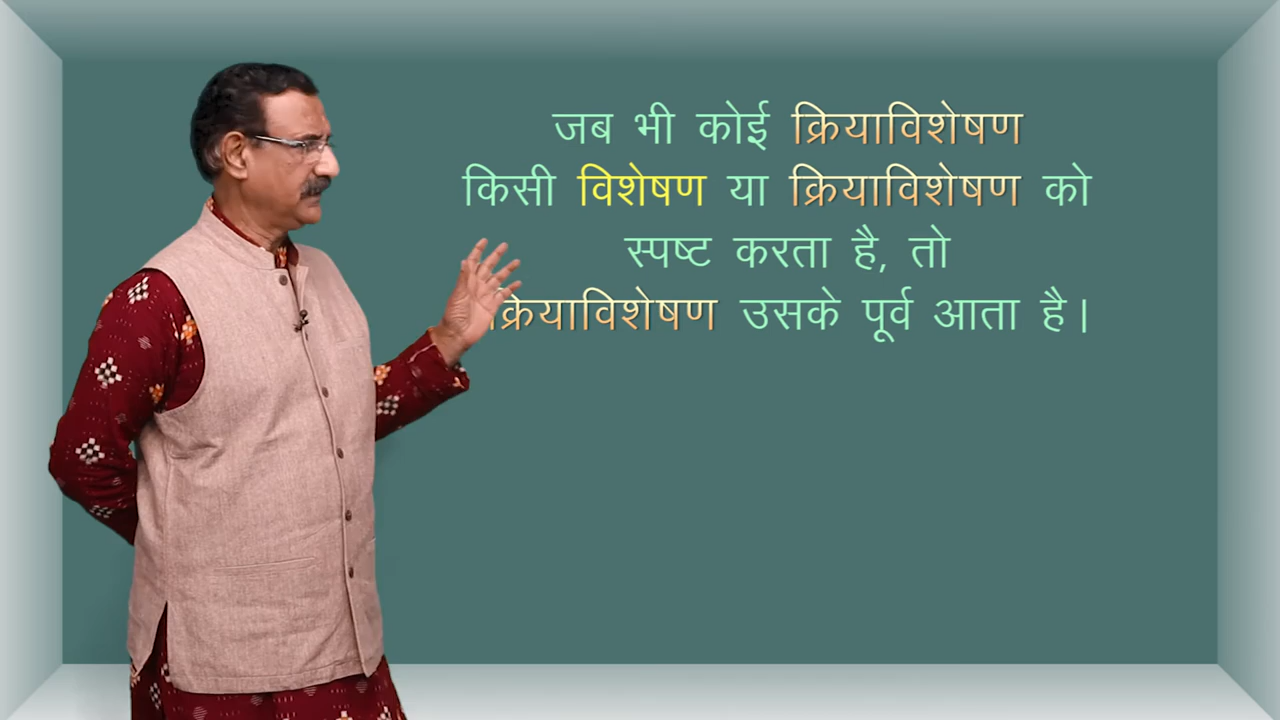 जब भी कोई क्रियाविशेषण
किसी विशेषण या क्रियाविशेषण को
स्पष्ट करता है, तो
क्रियाविशेषण उसके पूर्व आता है।